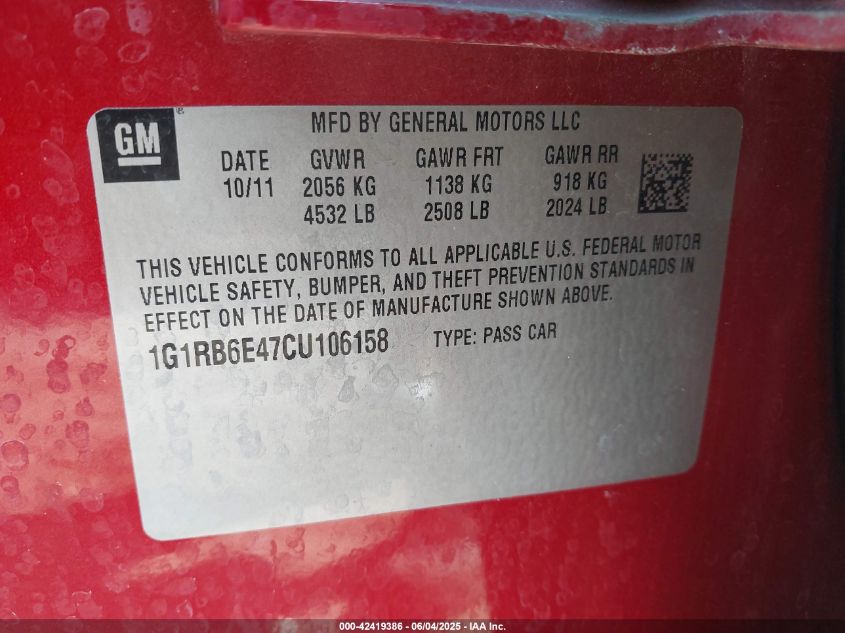 GM
MFD BY GENERAL MOTORS LLC
DATE GVWR GAWR FRT GAWR RR
10/11 2056 KG 1138 KG 918 KG
4532 LB 2508 LB 2024 LB
THIS VEHICLE CONFORMS TO ALL APPLICABLE U.S. FEDERAL MOTOR
VEHICLE SAFETY, BUMPER, AND THEFT PREVENTION STANDARDS IN
EFFECT ON THE DATE OF MANUFACTURE SHOWN ABOVE.
1G1RB6E47CU106158 TYPE: PASS CAR
000-42419386 - 06/04/2025 - IAA Inc.